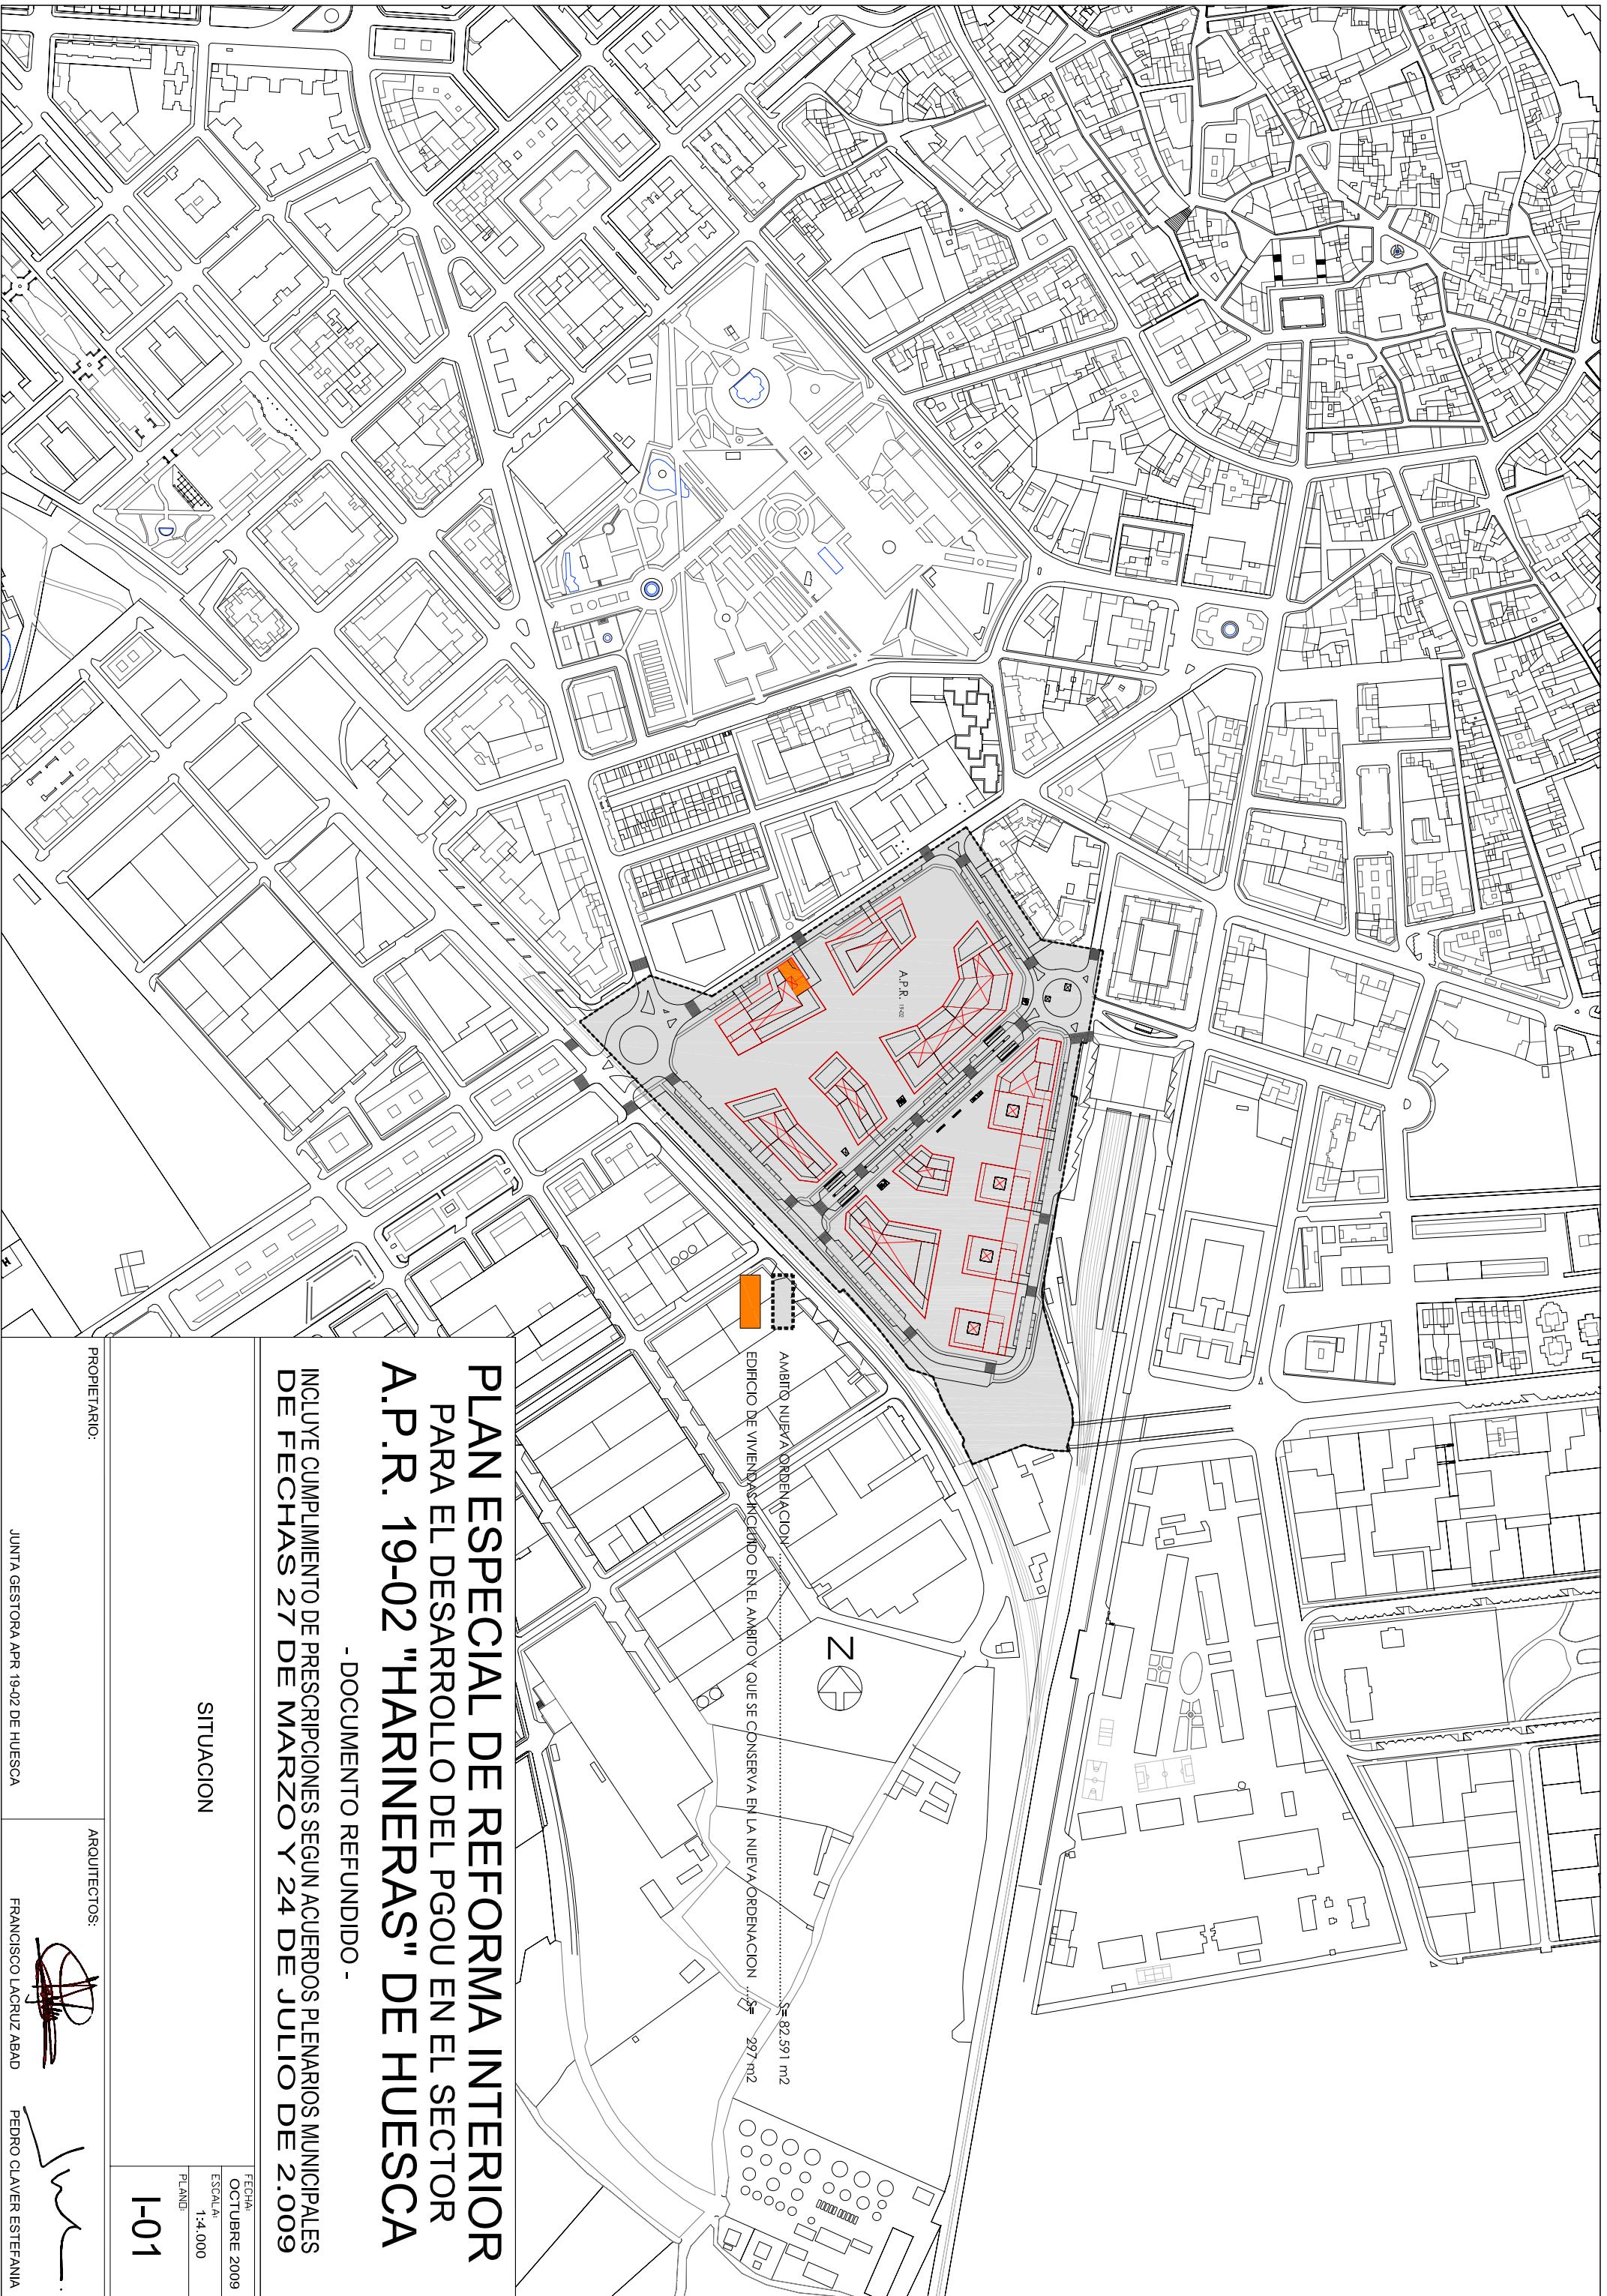 A.P.R. 19-02
AMBITO NUEVA ORDENACION ........ S= 82.591 m2
EDIFICIO DE VIVIENDAS INCLUIDO EN EL AMBITO Y QUE SE CONSERVA EN LA NUEVA ORDENACION ....S= 297 m2
N
PLAN ESPECIAL DE REFORMA INTERIOR
PARA EL DESARROLLO DEL PGOU EN EL SECTOR
A.P.R. 19-02 "HARINERAS" DE HUESCA
- DOCUMENTO REFUNDIDO -
INCLUYE CUMPLIMIENTO DE PRESCRIPCIONES SEGUN ACUERDOS PLENARIOS MUNICIPALES
DE FECHAS 27 DE MARZO Y 24 DE JULIO DE 2.009
SITUACION
FECHA:
OCTUBRE 2009
ESCALA:
1:4.000
PLANO:
I-01
PROPIETARIO:
JUNTA GESTORA APR 19-02 DE HUESCA
ARQUITECTOS:
FRANCISCO LACRUZ ABAD
PEDRO CLAVER ESTEFANIA
H